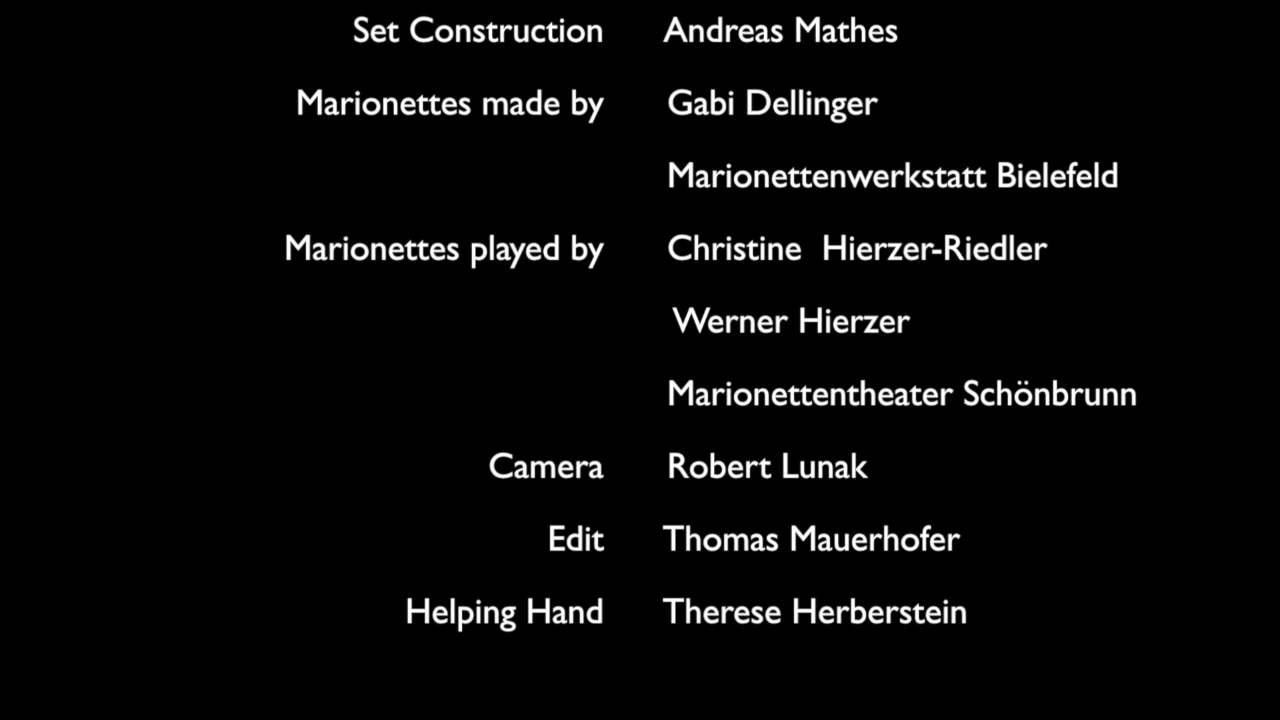 Set Construction Andreas Mathes
Marionettes made by Gabi Dellinger
Marionettenwerkstatt Bielefeld
Marionettes played by Christine  Hierzer-Riedler
Werner Hierzer
Marionettentheater Schönbrunn
Camera Robert Lunak
Edit Thomas Mauerhofer
Helping Hand Therese Herberstein